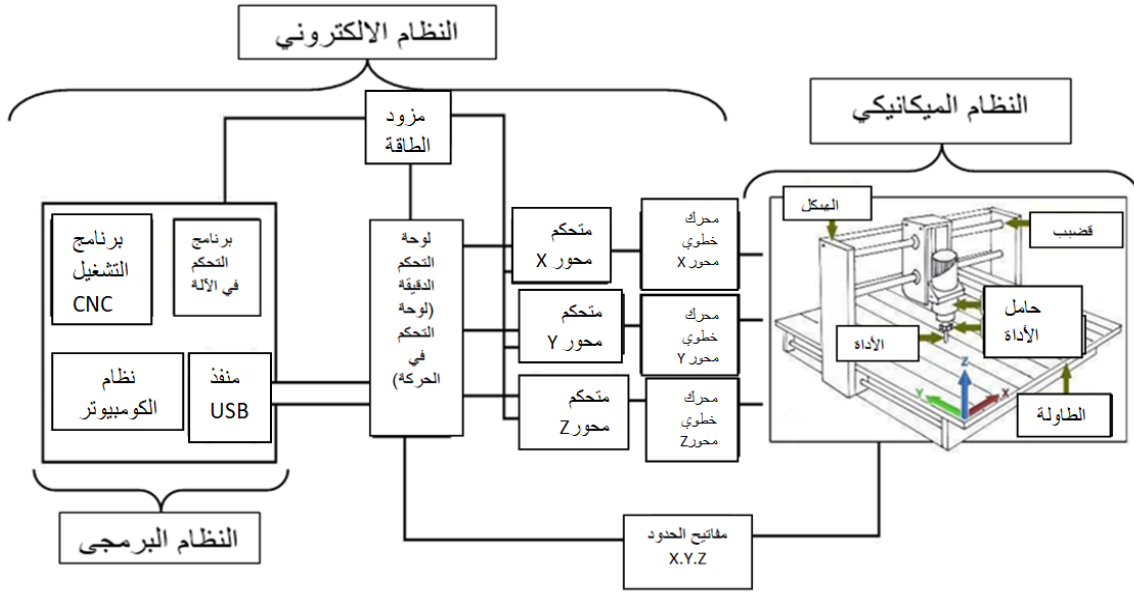 النظام الالكتروني
النظام الميكانيكي
مزود
الطاقة
برنامج
التشغيل
CNC
برنامج
التحكم
في الآلة
نظام
الكومبيوتر
منفذ
USB
النظام البرمجى
لوحة
التحكم
الدقيقة
(لوحة
التحكم
في
الحركة)
متحكم
محور X
متحكم
محور Y
متحكم
محورZ
محرك
خطوي
محور X
محرك
خطوي
محور Y
محرك
خطوي
محورZ
مفاتيح الحدود
X.Y.Z
الهيكل
قضبب
حامل
الأداة
الأداة
الطاولة
Z
Y
X